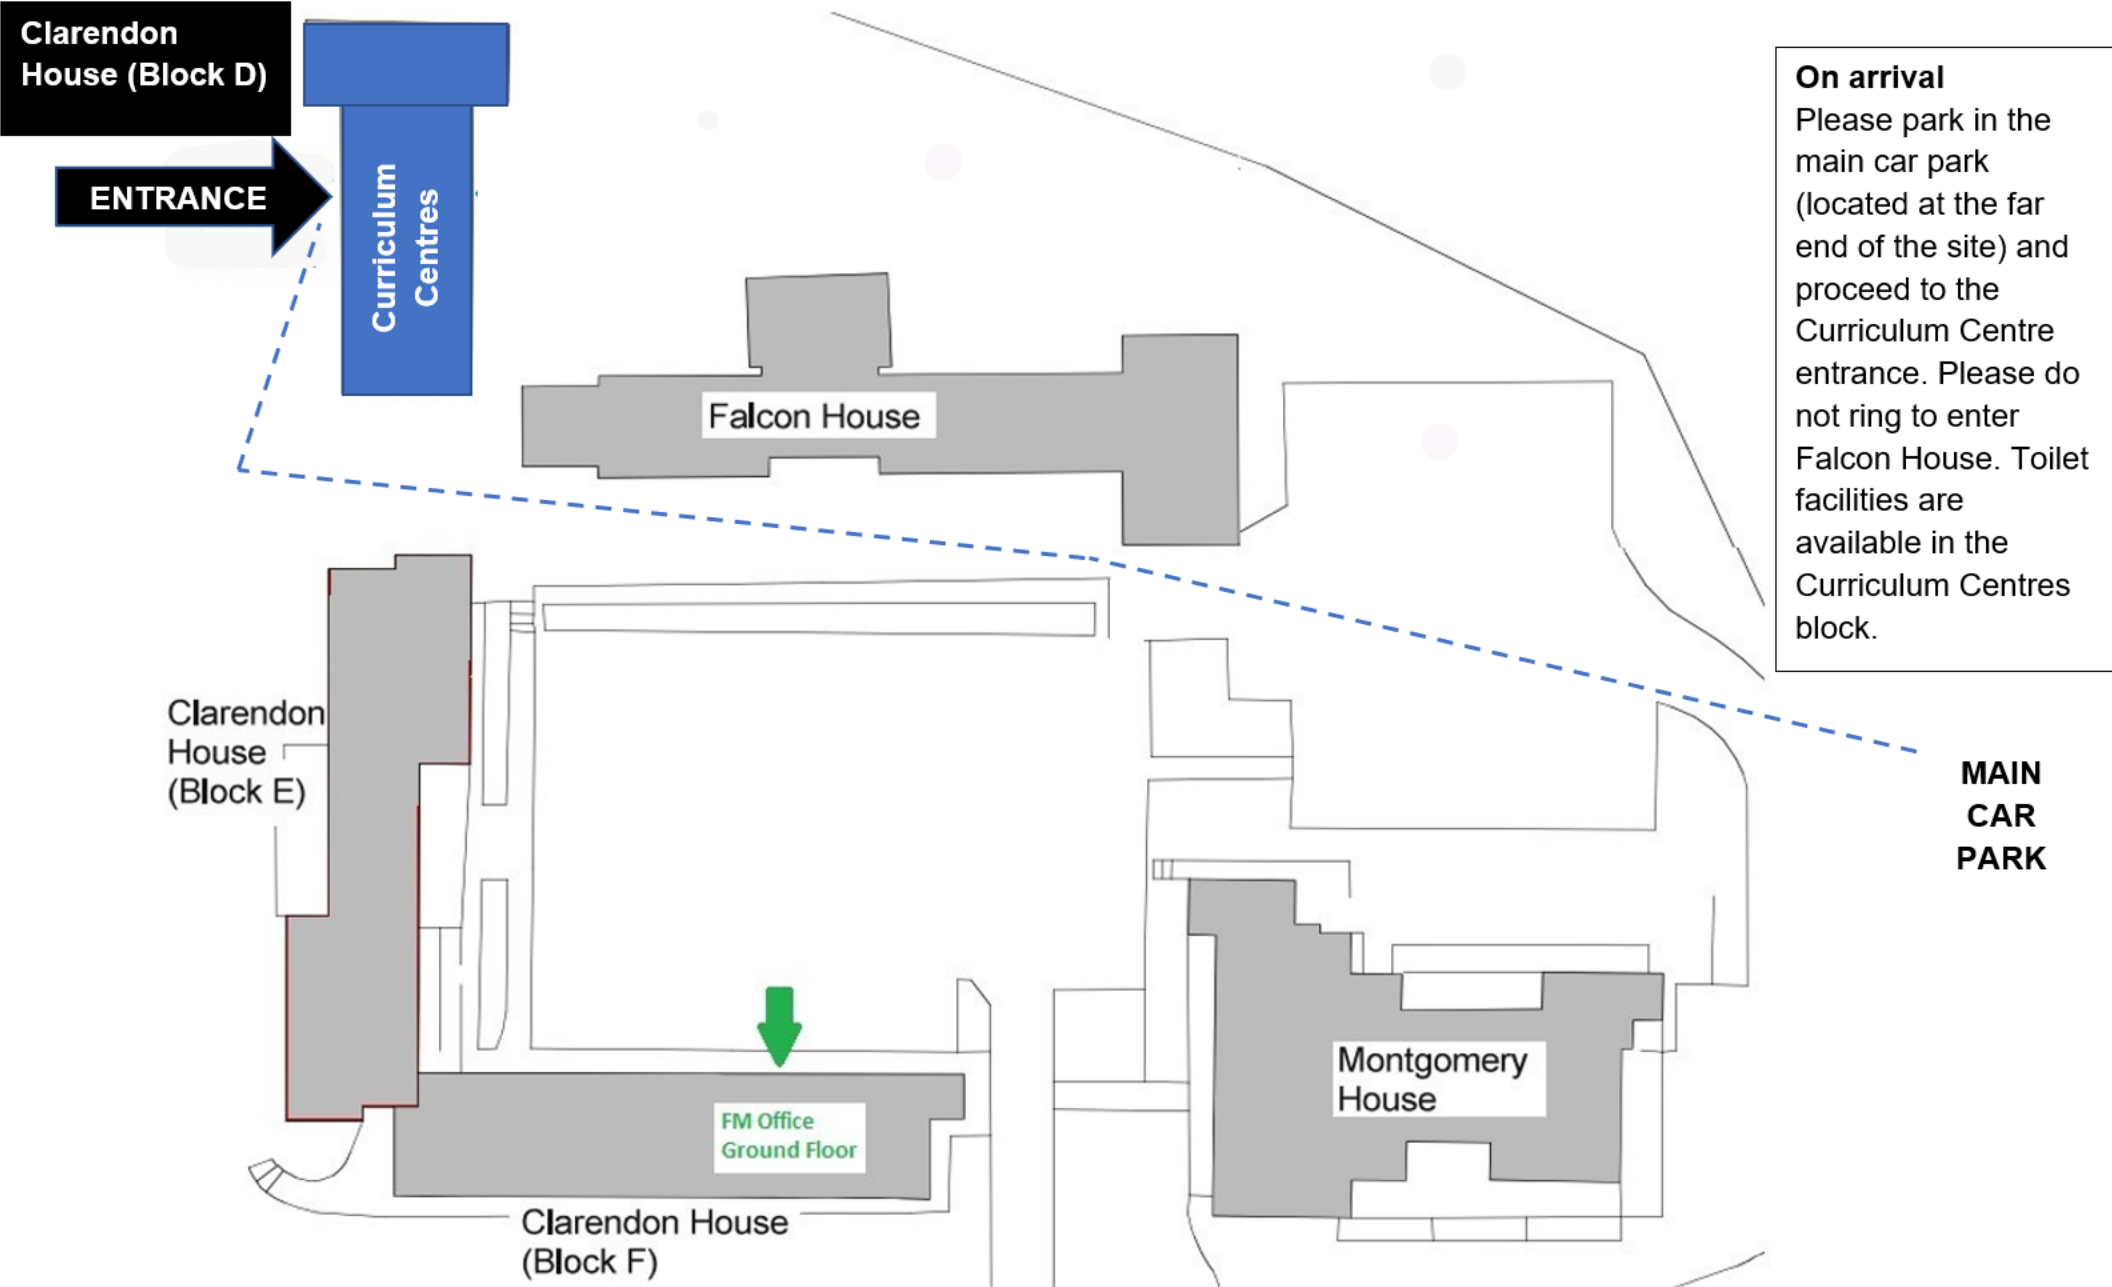 Clarendon
House (Block D)
ENTRANCE
Curriculum
Centres
Falcon House
On arrival
Please park in the
main car park
(located at the far
end of the site) and
proceed to the
Curriculum Centre
entrance. Please do
not ring to enter
Falcon House. Toilet
facilities are
available in the
Curriculum Centres
block.
Clarendon
House
(Block E)
MAIN
CAR
PARK
Montgomery
House
FM Office
Ground Floor
Clarendon House
(Block F)